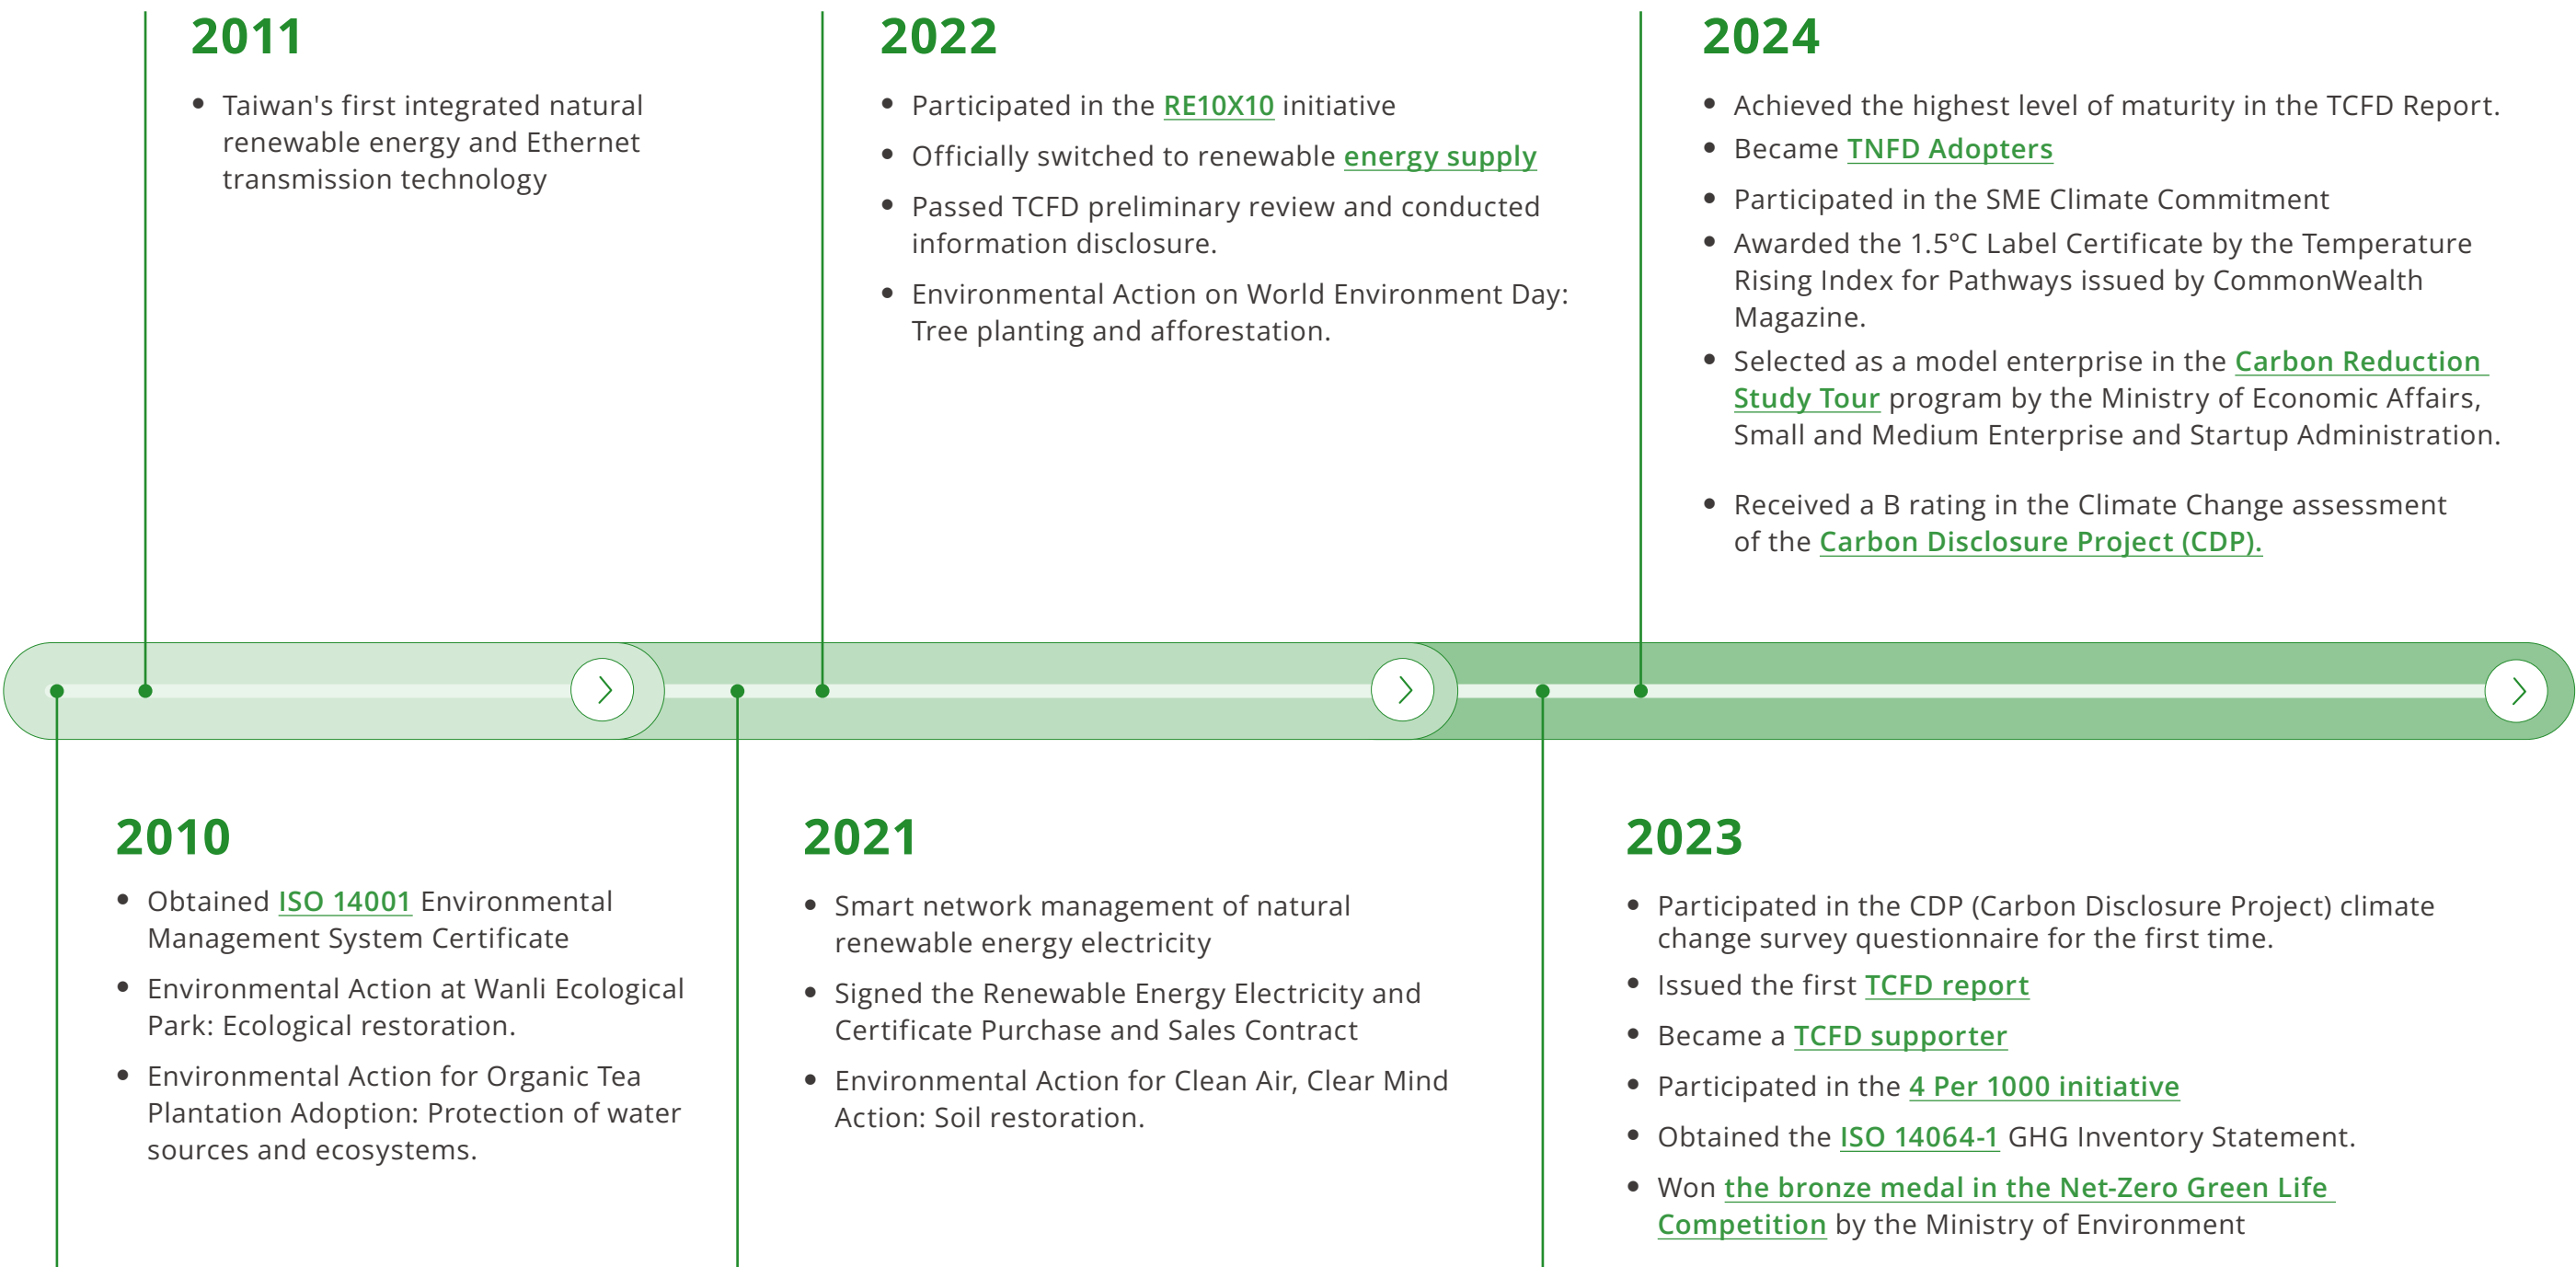 2011
• Taiwan's first integrated natural
renewable energy and Ethernet
transmission technology
2022
• Participated in the RE10X10 initiative
• Officially switched to renewable energy supply
• Passed TCFD preliminary review and conducted
information disclosure.
• Environmental Action on World Environment Day:
Tree planting and afforestation.
2024
• Achieved the highest level of maturity in the TCFD Report.
• Became TNFD Adopters
• Participated in the SME Climate Commitment
• Awarded the 1.5°C Label Certificate by the Temperature
Rising Index for Pathways issued by CommonWealth
Magazine.
• Selected as a model enterprise in the Carbon Reduction
Study Tour program by the Ministry of Economic Affairs,
Small and Medium Enterprise and Startup Administration.
• Received a B rating in the Climate Change assessment
of the Carbon Disclosure Project (CDP).
2010
• Obtained ISO 14001 Environmental
Management System Certificate
• Environmental Action at Wanli Ecological
Park: Ecological restoration.
• Environmental Action for Organic Tea
Plantation Adoption: Protection of water
sources and ecosystems.
2021
• Smart network management of natural
renewable energy electricity
• Signed the Renewable Energy Electricity and
Certificate Purchase and Sales Contract
• Environmental Action for Clean Air, Clear Mind
Action: Soil restoration.
2023
• Participated in the CDP (Carbon Disclosure Project) climate
change survey questionnaire for the first time.
• Issued the first TCFD report
• Became a TCFD supporter
• Participated in the 4 Per 1000 initiative
• Obtained the ISO 14064-1 GHG Inventory Statement.
• Won the bronze medal in the Net-Zero Green Life
Competition by the Ministry of Environment